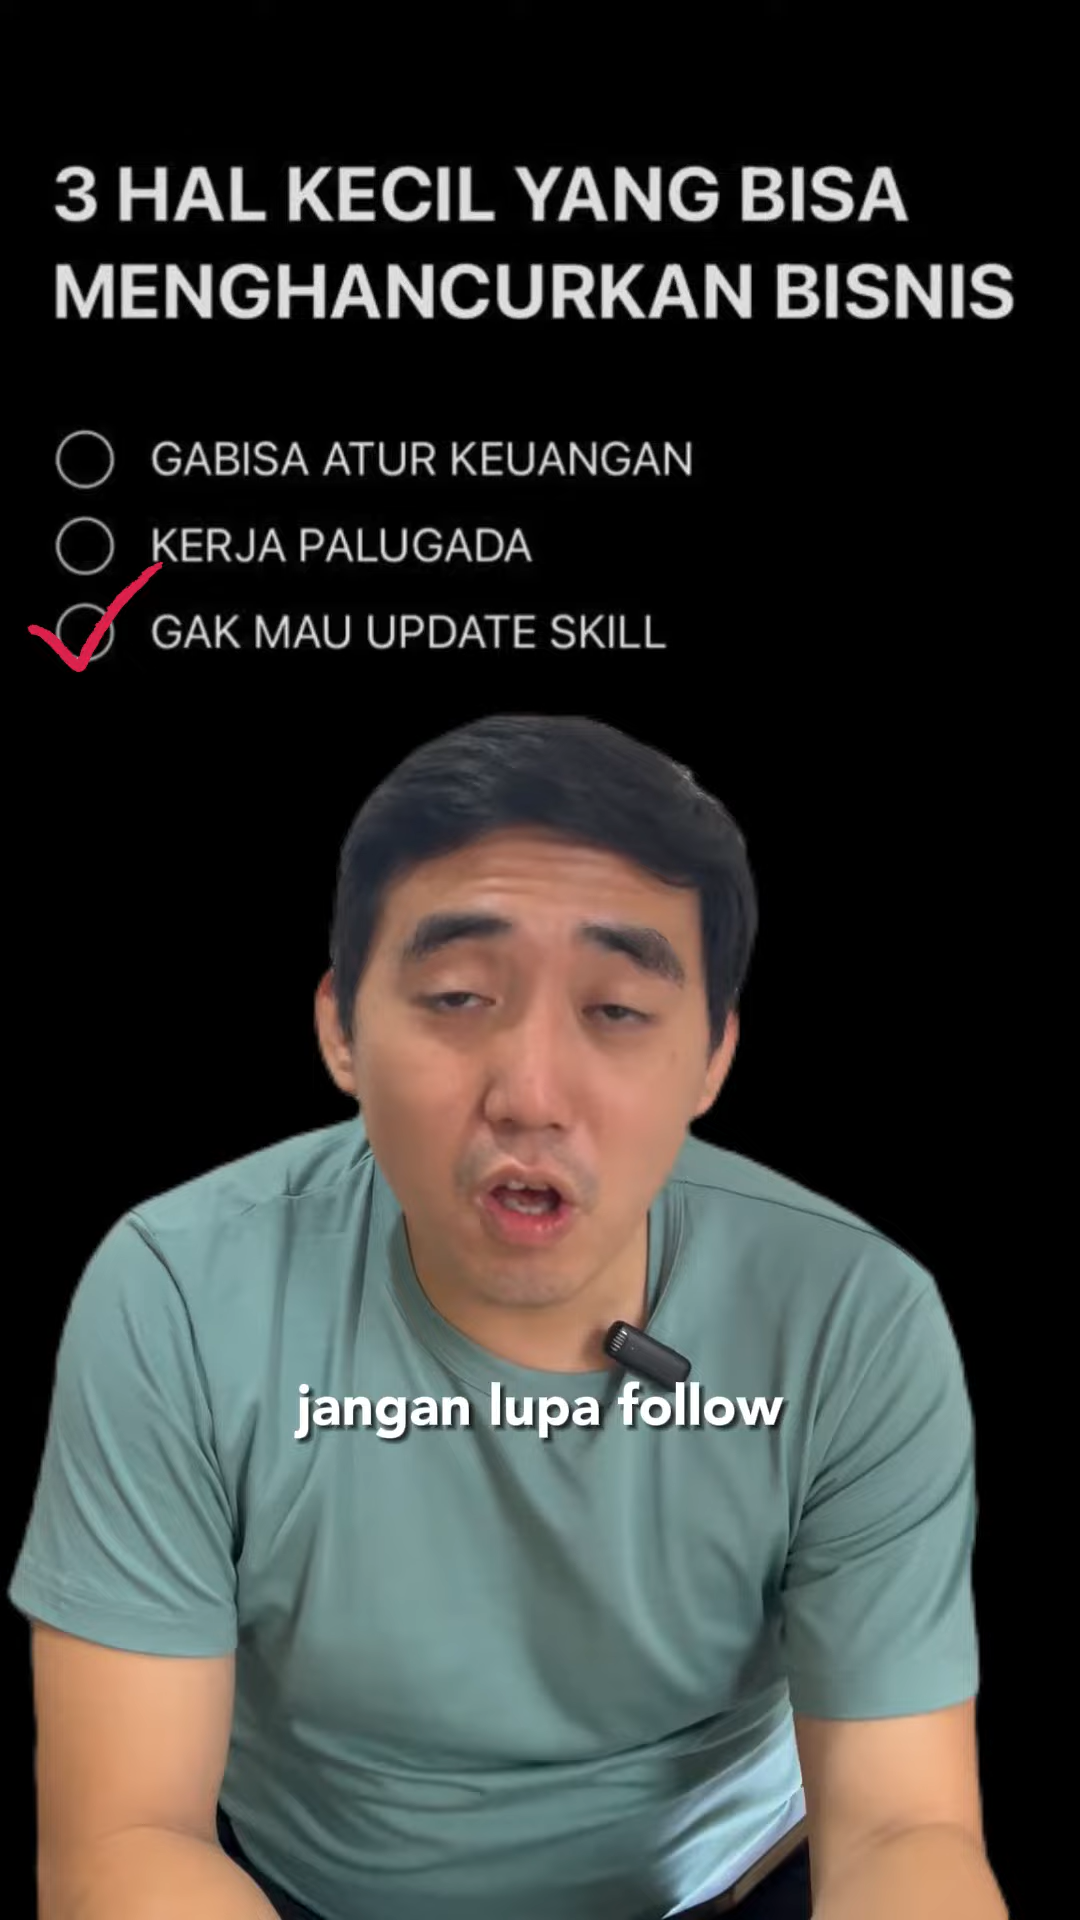 3 HAL KECIL YANG BISA
MENGHANCURKAN BISNIS
GABISA ATUR KEUANGAN
KERJA PALUGADA
GAK MAU UPDATE SKILL
jangan lupa follow